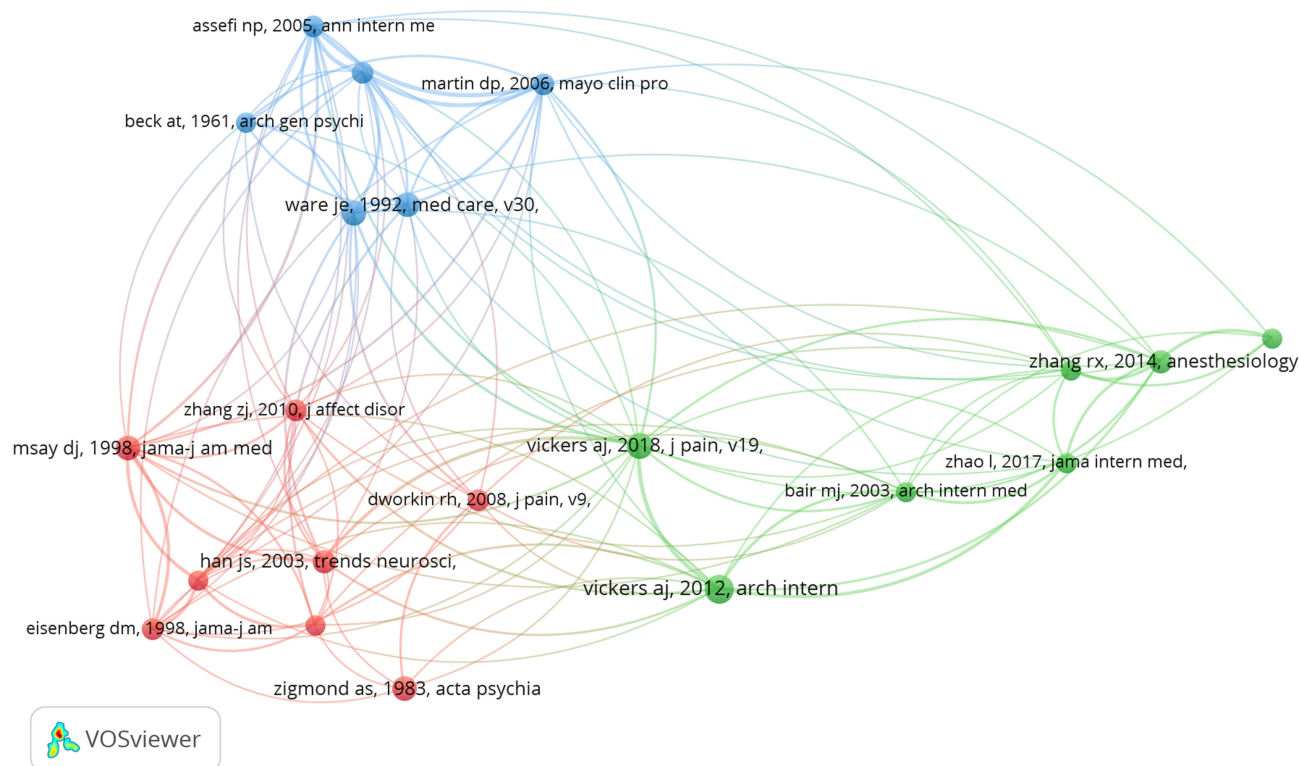 assefi np, 2005, ann intern me
martin dp, 2006, mayo clin pro
beck at, 1961, arch gen psychi
ware je, 1992, med care, v30,
zhang rx, 2014, anesthesiology
zhang zj, 2010, j affect disor
msay dj, 1998, jama-j am med
vickers aj, 2018, j pain, v19,
zhao l, 2017, jama intern med,
bair mj, 2003, arch intern med
dworkin rh, 2008, j pain, v9,
han js, 2003, trends neurosci,
vickers aj, 2012, arch intern
eisenberg dm, 1998, jama-j am
zigmond as, 1983, acta psychia
VOSviewer